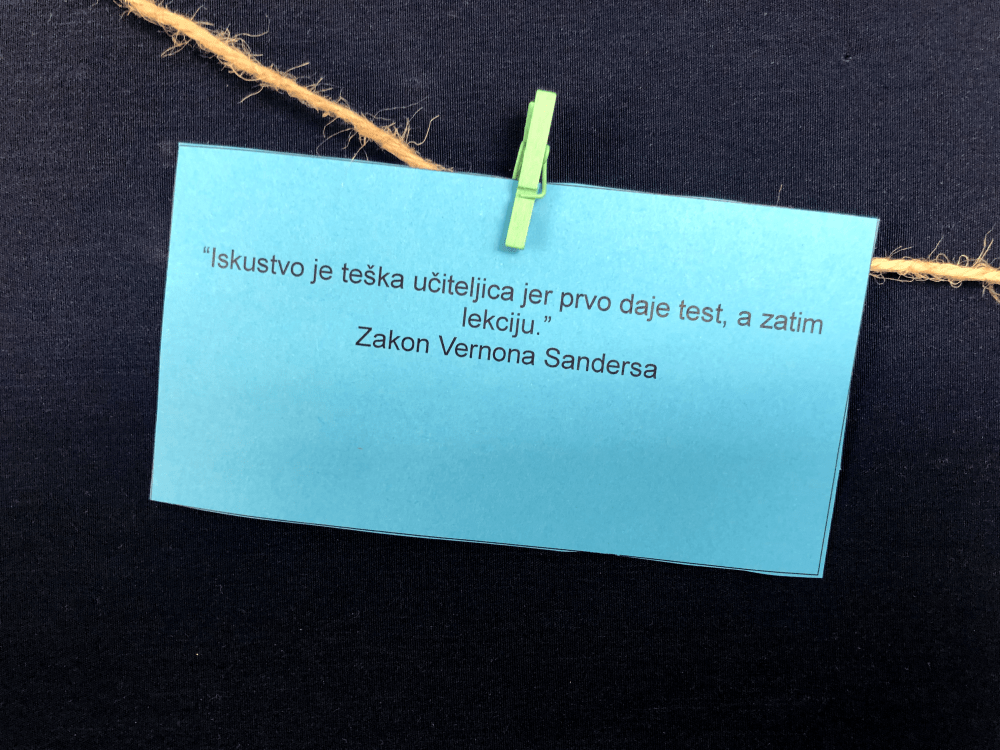 “Iskustvo je teška učiteljica jer prvo daje test, a zatim
lekciju.”
Zakon Vernona Sandersa